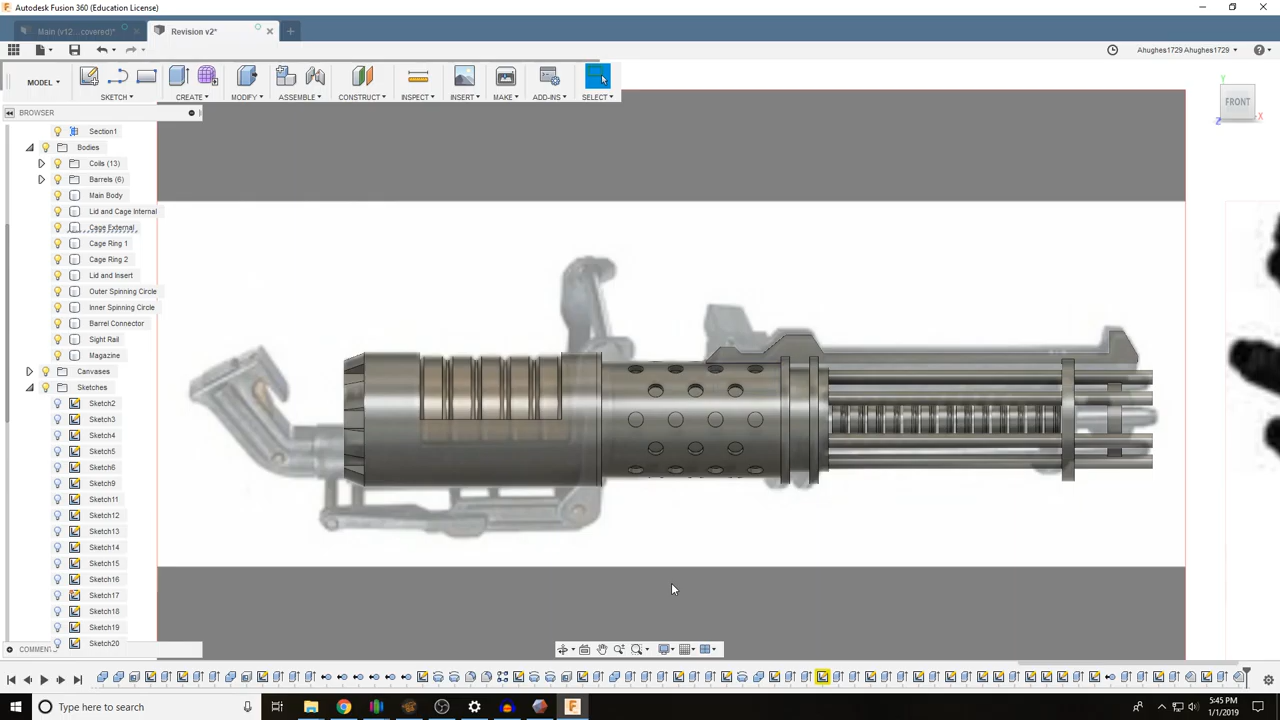 Autodesk Fusion 360 (Education License)
Main (v12...covered)*
Revision v2*
Ahughes1729 Ahughes1729
MODEL
SKETCH
CREATE
MODIFY
ASSEMBLE
CONSTRUCT
INSPECT
INSERT
MAKE
ADD-INS
SELECT
BROWSER
Y
FRONT
X
Z
Section1
Bodies
Coils (13)
Barrels (6)
Main Body
Lid and Cage Internal
Cage External
Cage Ring 1
Cage Ring 2
Lid and Insert
Outer Spinning Circle
Inner Spinning Circle
Barrel Connector
Sight Rail
Magazine
Canvases
Sketches
Sketch2
Sketch3
Sketch4
Sketch5
Sketch6
Sketch9
Sketch11
Sketch12
Sketch13
Sketch14
Sketch15
Sketch16
Sketch17
Sketch18
Sketch19
Sketch20
Type here to search
5:45 PM
1/1/2019